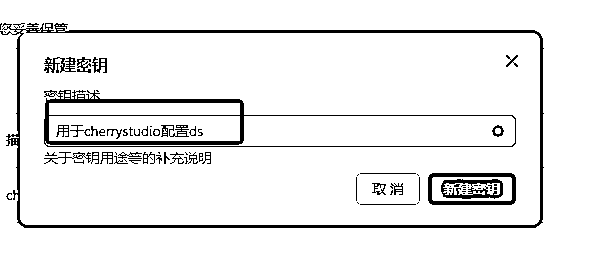 您妥善保管
新建密钥
密钥描述
用于cherrystudio配置ds
关于密钥用途等的补充说明
取消
新建密钥